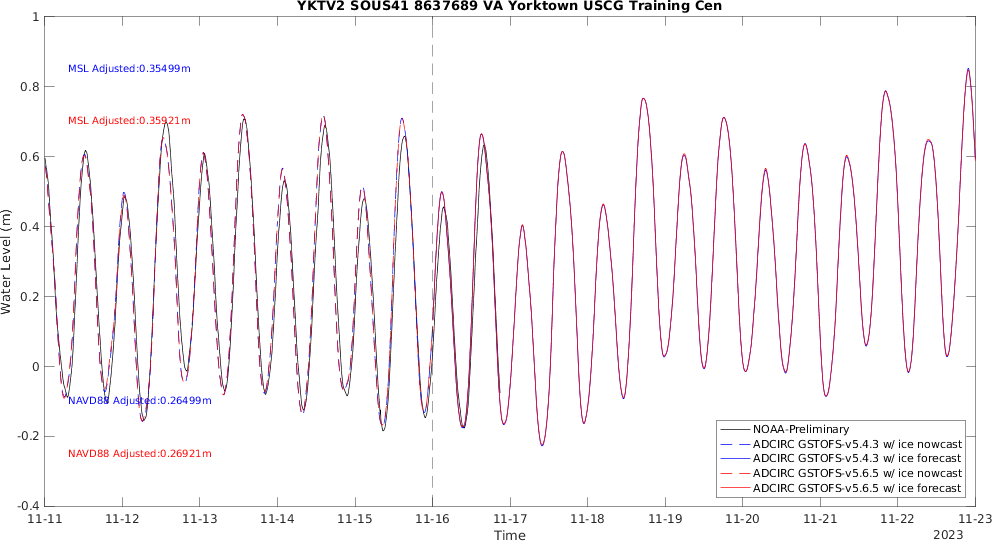 YKTV2 SOUS41 8637689 VA Yorktown USCG Training Cen
1
0.8
0.6
0.4
0.2
0
-0.2
-0.4
Water Level (m)
MSL Adjusted:0.35499m
MSL Adjusted:0.35921m
NAVD88 Adjusted:0.26499m
NAVD88 Adjusted:0.26921m
NOAA-Preliminary
ADCIRC GSTOFS-v5.4.3 w/ ice nowcast
ADCIRC GSTOFS-v5.4.3 w/ ice forecast
ADCIRC GSTOFS-v5.6.5 w/ ice nowcast
ADCIRC GSTOFS-v5.6.5 w/ ice forecast
11-11 11-12 11-13 11-14 11-15 11-16 11-17 11-18 11-19 11-20 11-21 11-22 11-23
Time
2023